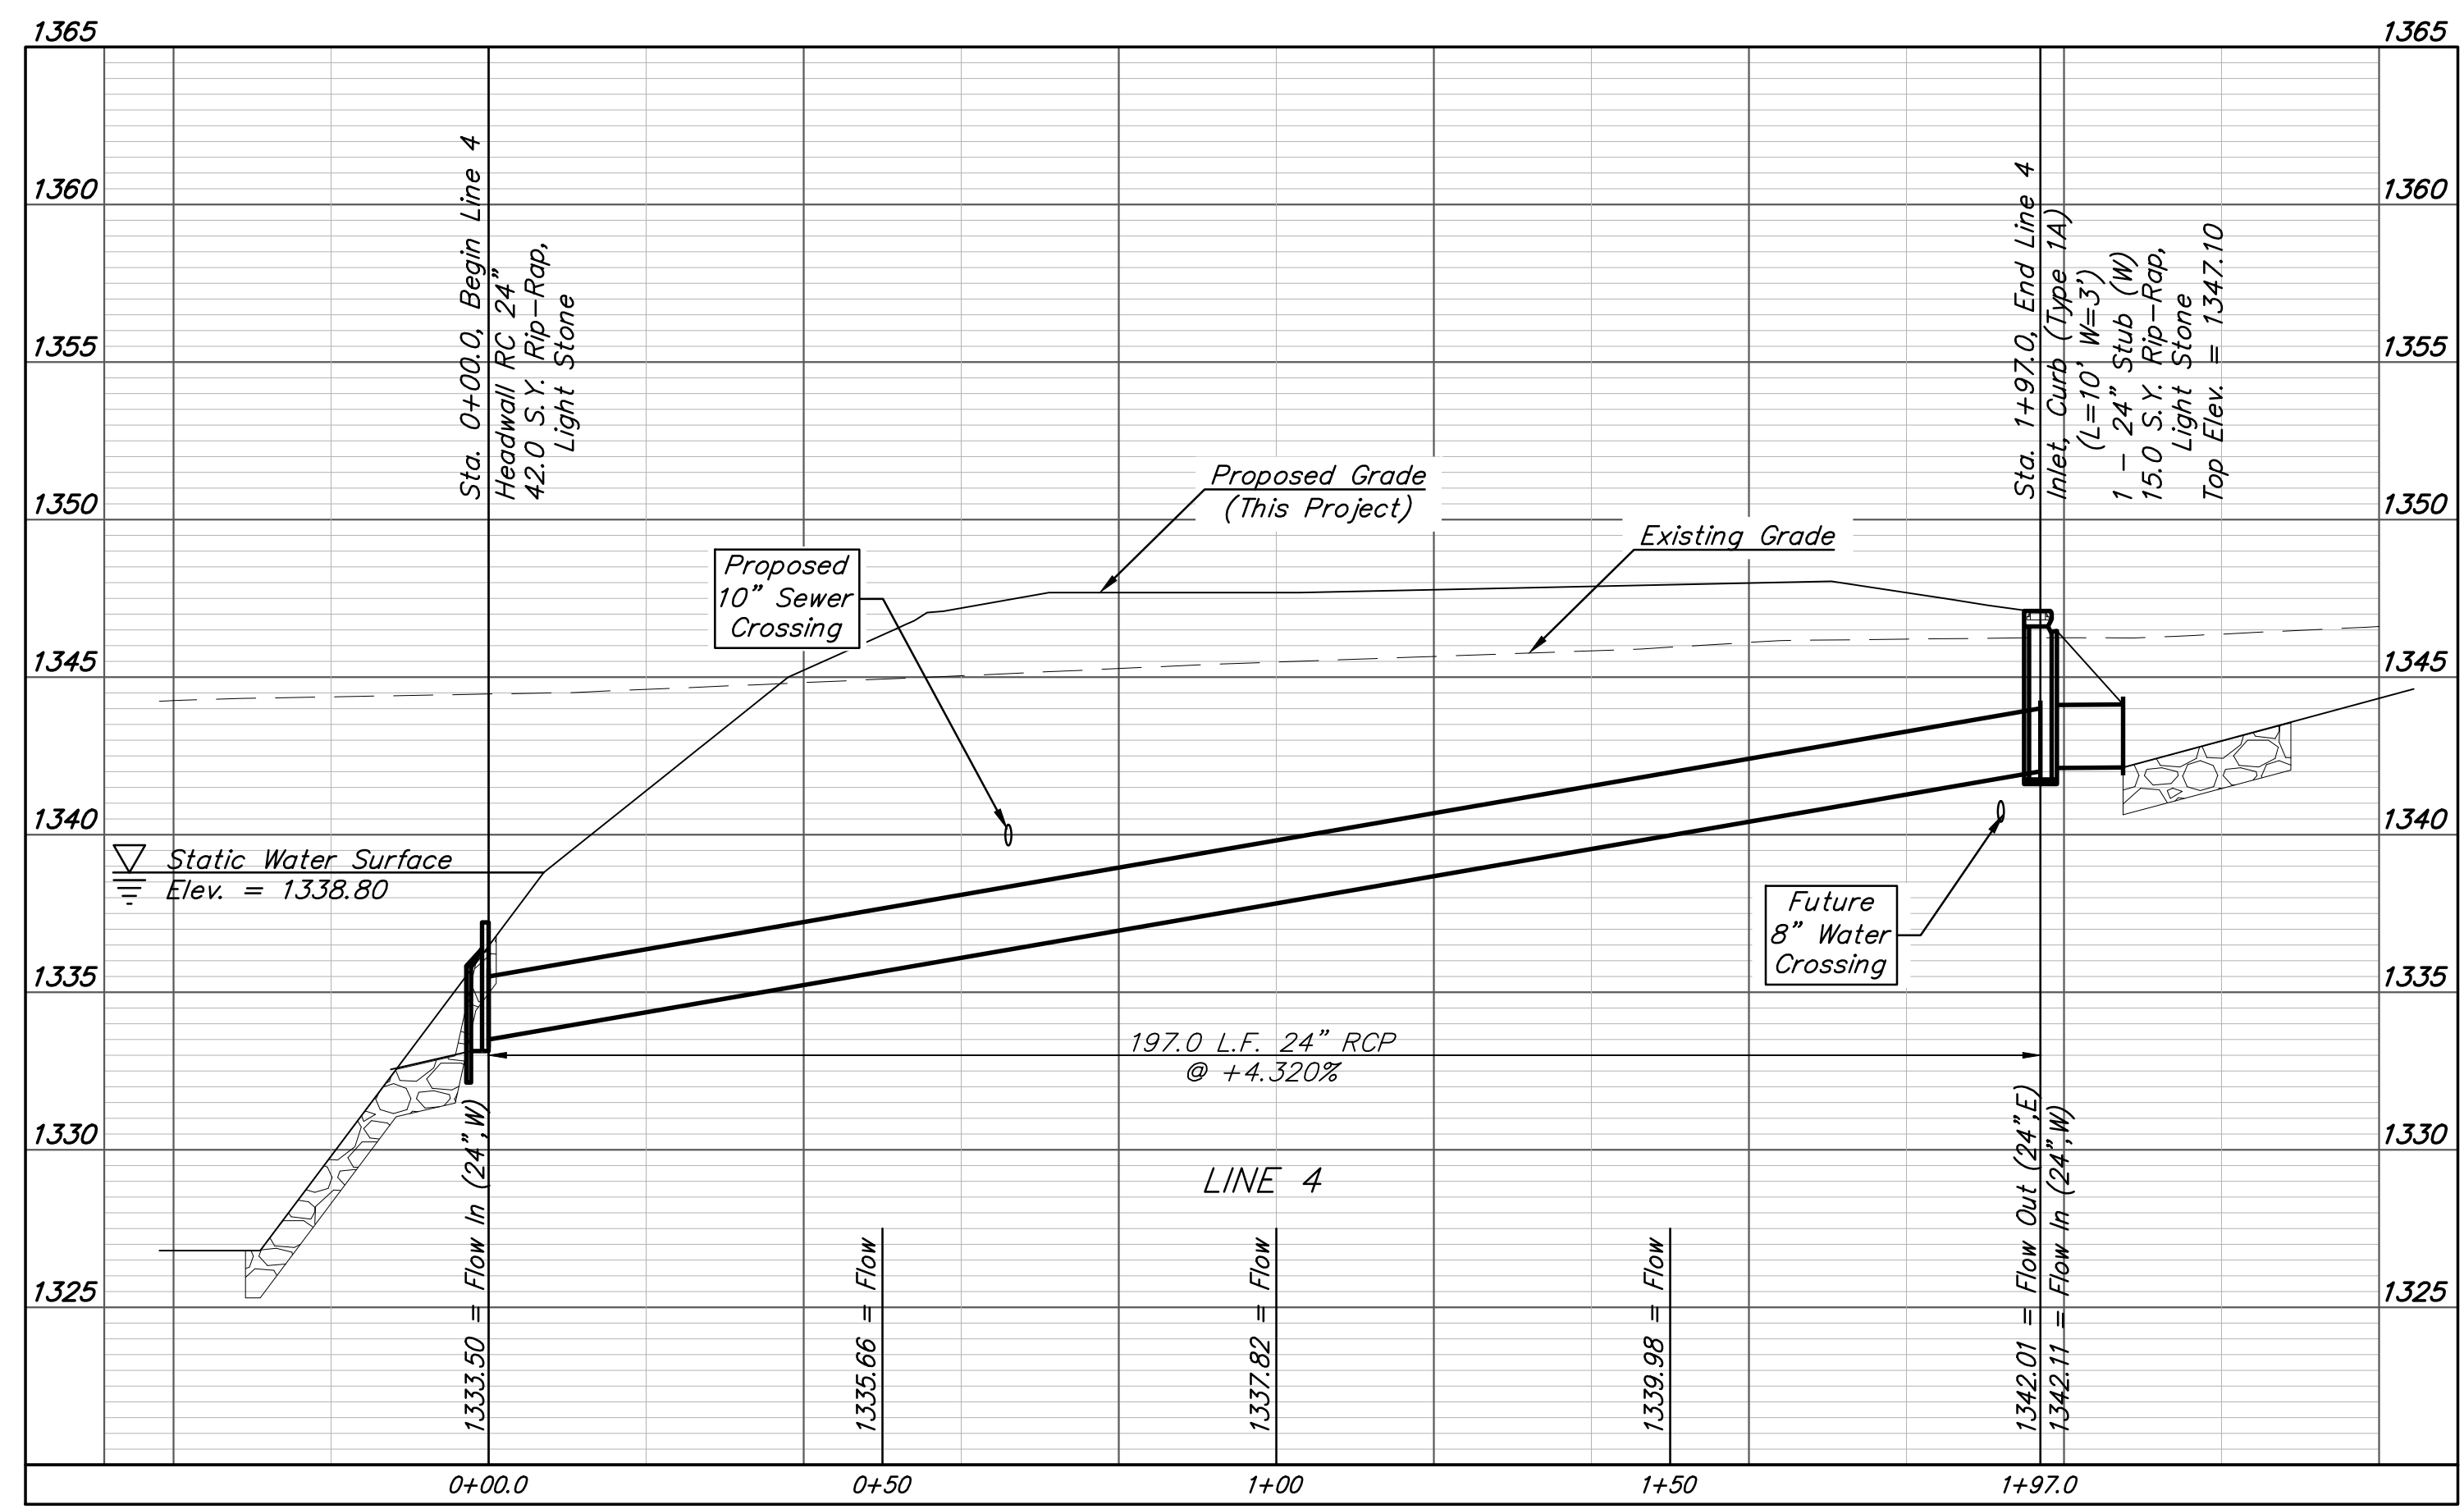 1365
1365
1360
1360
1355
1355
1350
1350
1345
1345
1340
1340
1335
1335
1330
1330
1325
1325
Sta. 0+00.0, Begin Line 4
Headwall RC 24"
42.0 S.Y. Rip-Rap,
Light Stone
Sta. 1+97.0, End Line 4
Inlet, Curb (Type 1A)
(L=10' W=3')
1 - 24" Stub (W)
15.0 S.Y. Rip-Rap,
Light Stone
Top Elev. = 1347.10
Proposed Grade
(This Project)
Existing Grade
Proposed
10" Sewer
Crossing
Static Water Surface
Elev. = 1338.80
Future
8" Water
Crossing
197.0 L.F. 24" RCP
@ +4.320%
LINE 4
1333.50 = Flow In (24",W)
1335.66 = Flow
1337.82 = Flow
1339.98 = Flow
1342.01 = Flow Out (24",E)
1342.11 = Flow In (24",W)
0+00.0
0+50
1+00
1+50
1+97.0